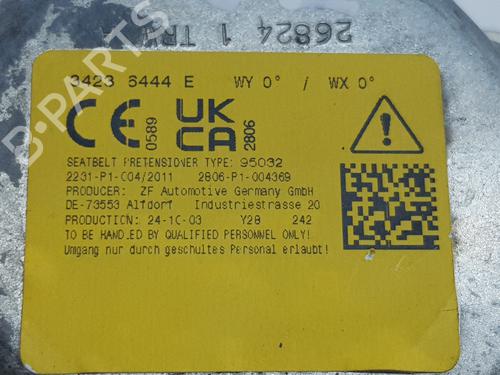 26824 1 TRW
3423 6444 E WY 0° / WX 0°
CE 0589 UK CA 2806
SEATBELT PRETENSIONER TYPE: 95032
2231-P1-004/2011 2806-P1-004369
PRODUCER: ZF Automotive Germany GmbH
DE-73553 Alfdorf Industriestrasse 20
PRODUCTION: 24-10-03 Y28 242
TO BE HANDLED BY QUALIFIED PERSONNEL ONLY!
Umgang nur durch geschultes Personal erlaubt!
B-PARTS